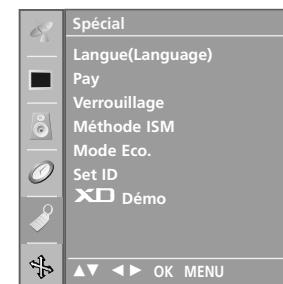 Spécial
Langue(Language)
Pay
Verrouillage
Méthode ISM
Mode Eco.
Set ID
XD Démo
▲▼ ◄► OK MENU